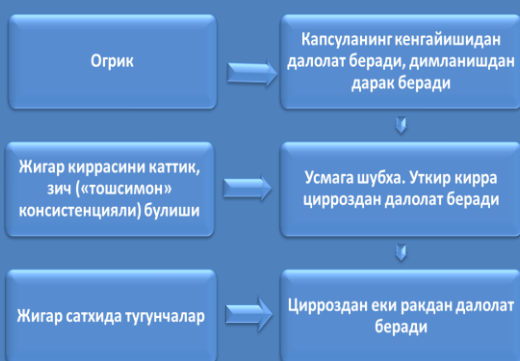 Огрик
Капсуланинг кенгайишидан
далолат беради, димланишдан
дарак беради
Жигар киррасини каттик,
зич («тошсимон»
консистенцияли) булиши
Усмага шубха. Уткир кирра
цирроздан далолат беради
Жигар сатхида тугунчалар
Цирроздан еки ракдан далолат
беради